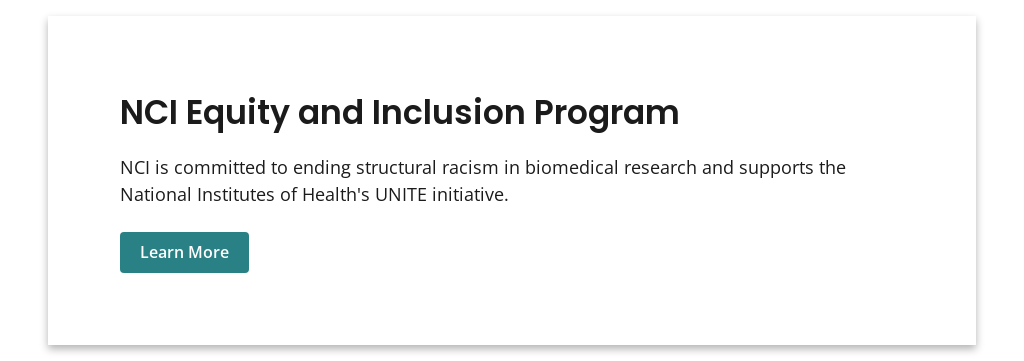 NCI Equity and Inclusion Program
NCI is committed to ending structural racism in biomedical research and supports the
National Institutes of Health's UNITE initiative.
Learn More